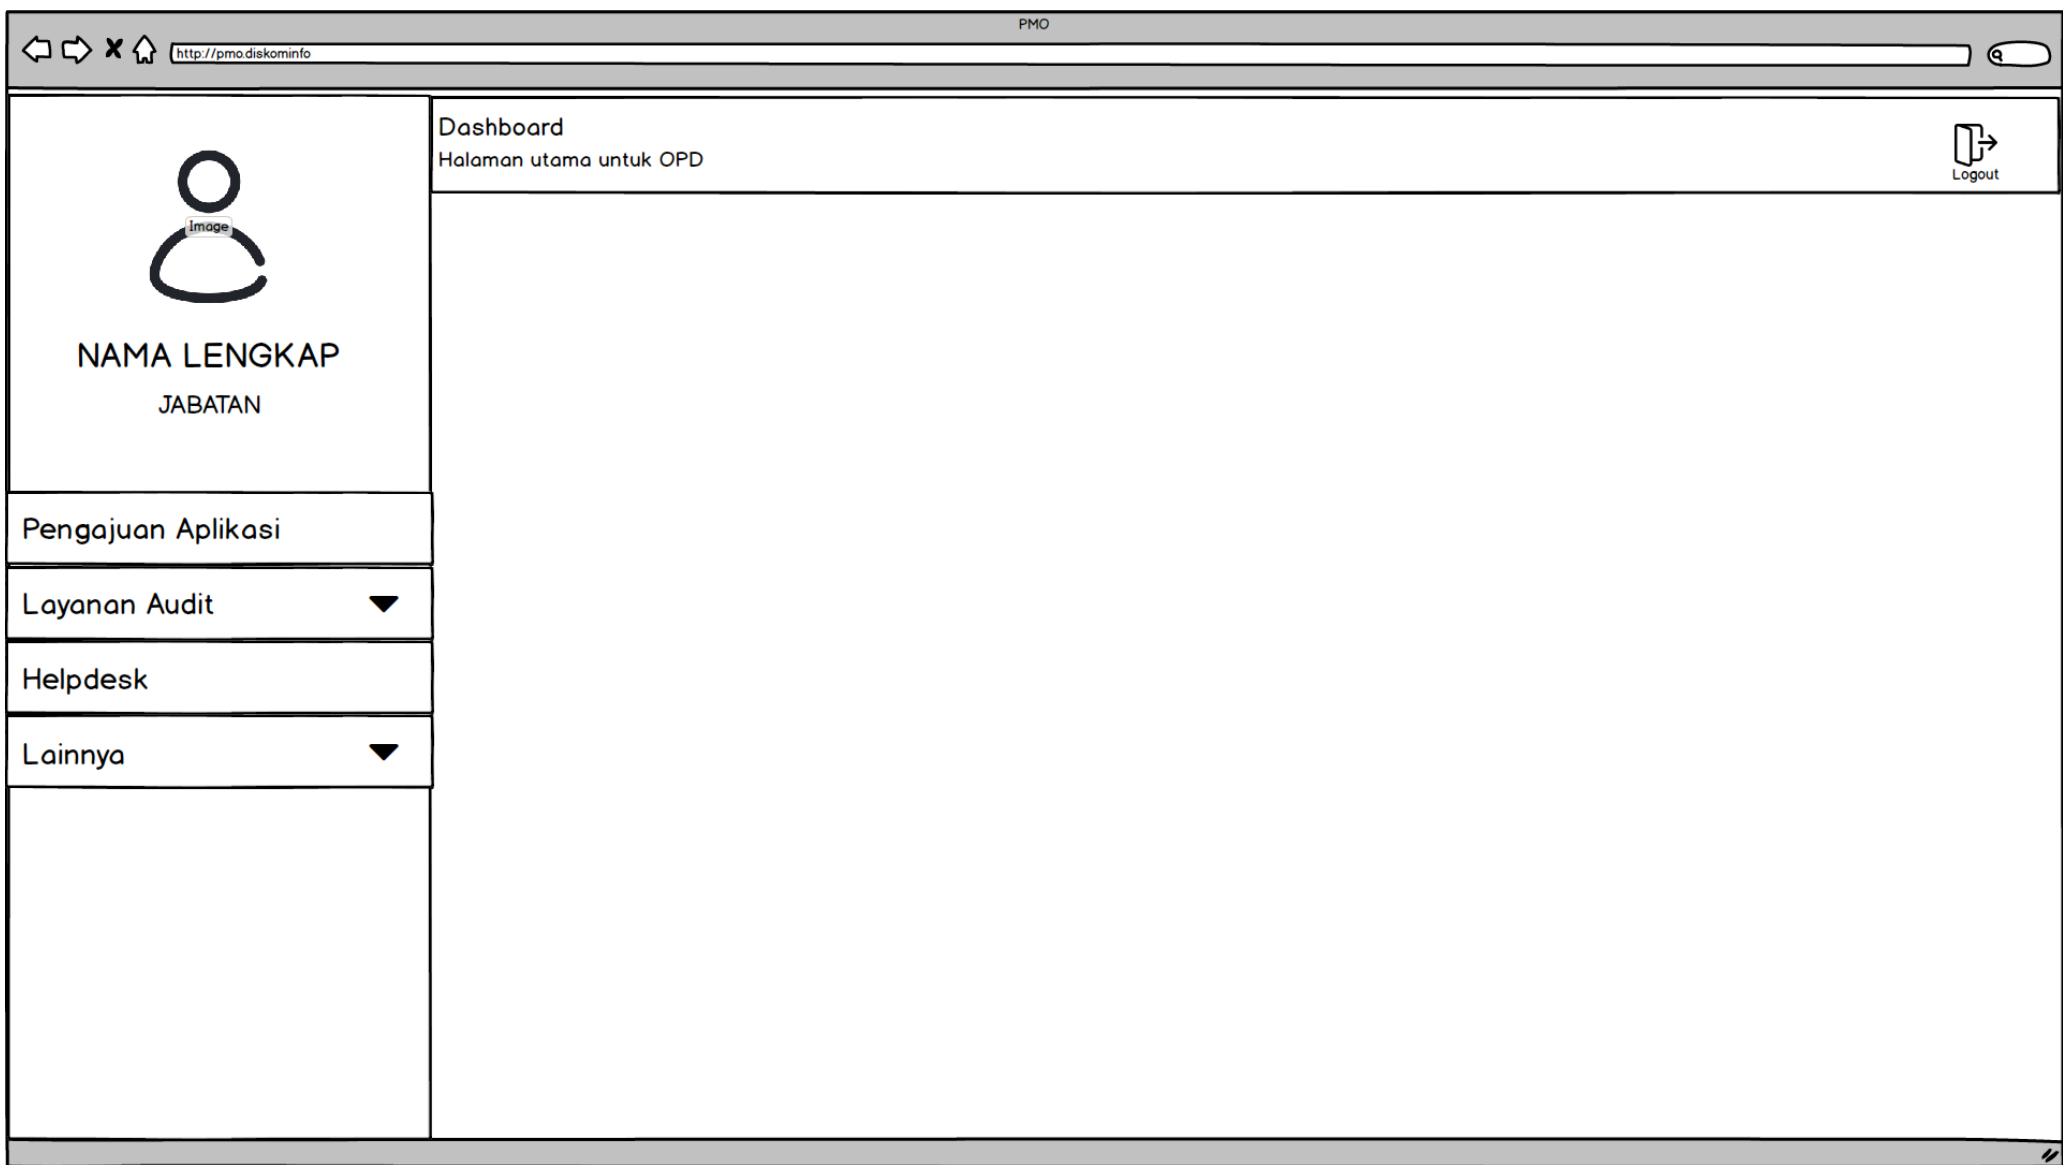 PMO
http://pmo.diskominfo
Image
NAMA LENGKAP
JABATAN
Pengajuan Aplikasi
Layanan Audit
Helpdesk
Lainnya
Dashboard
Halaman utama untuk OPD
Logout